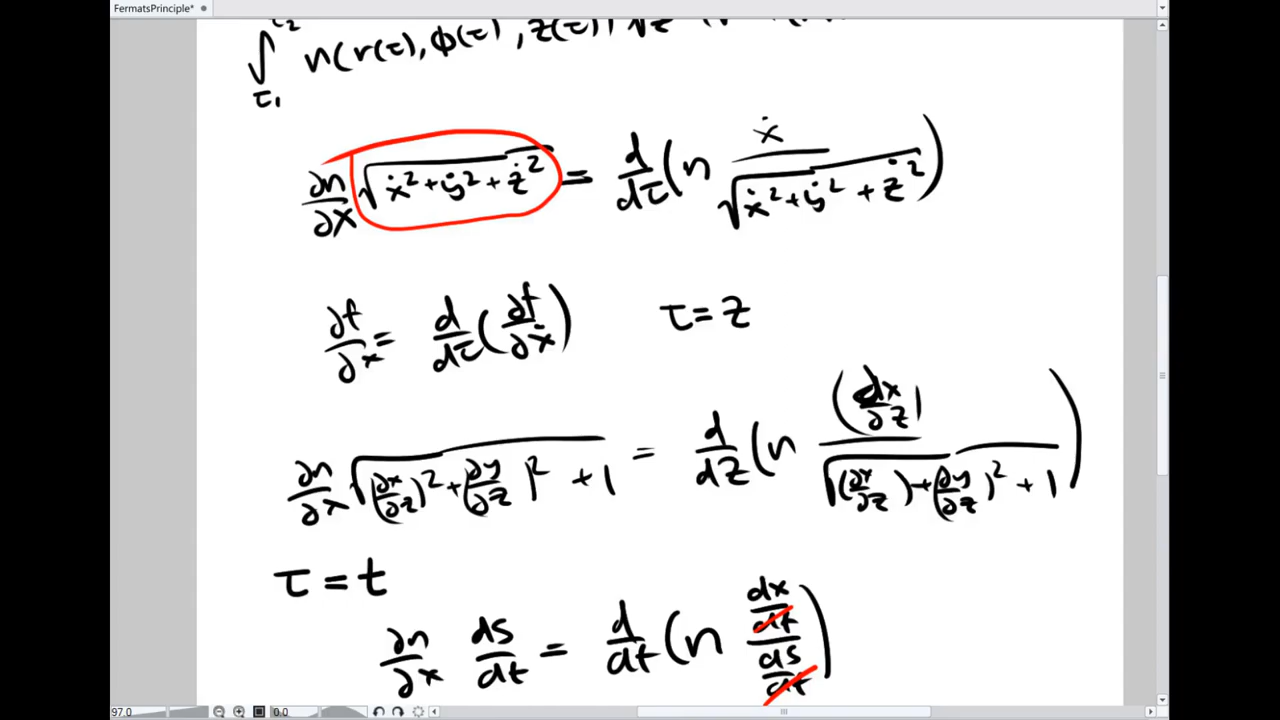 FermatsPrinciple*
∫τ₁ n(r(τ), φ(τ), z(τ))
∂n/∂x √(ẋ² + ẏ² + ż²) = d/dτ (n ẋ / √(ẋ² + ẏ² + ż²))
∂f/∂x = d/dτ (∂f/∂ẋ) τ = z
∂n/∂x √((∂x/∂z)² + (∂y/∂z)² + 1) = d/dz (n (dx/∂z) / √((∂x/∂z) + (∂y/∂z)² + 1))
τ = t
∂n/∂x ds/dt = d/dt (n (dx/dt) / (ds/dt))
97.0 0.0